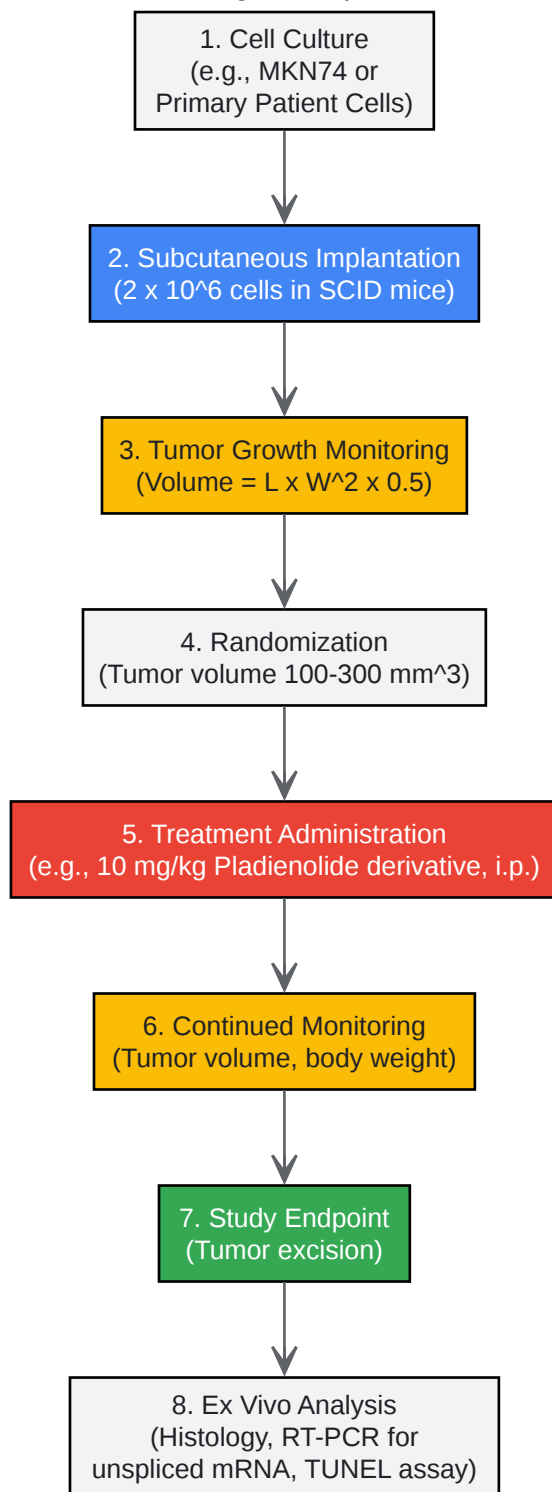 1. Cell Culture
(e.g., MKN74 or
Primary Patient Cells)
2. Subcutaneous Implantation
(2 x 10^6 cells in SCID mice)
3. Tumor Growth Monitoring
(Volume = L x W^2 x 0.5)
4. Randomization
(Tumor volume 100-300 mm^3)
5. Treatment Administration
(e.g., 10 mg/kg Pladienolide derivative, i.p.)
6. Continued Monitoring
(Tumor volume, body weight)
7. Study Endpoint
(Tumor excision)
8. Ex Vivo Analysis
(Histology, RT-PCR for
unspliced mRNA, TUNEL assay)